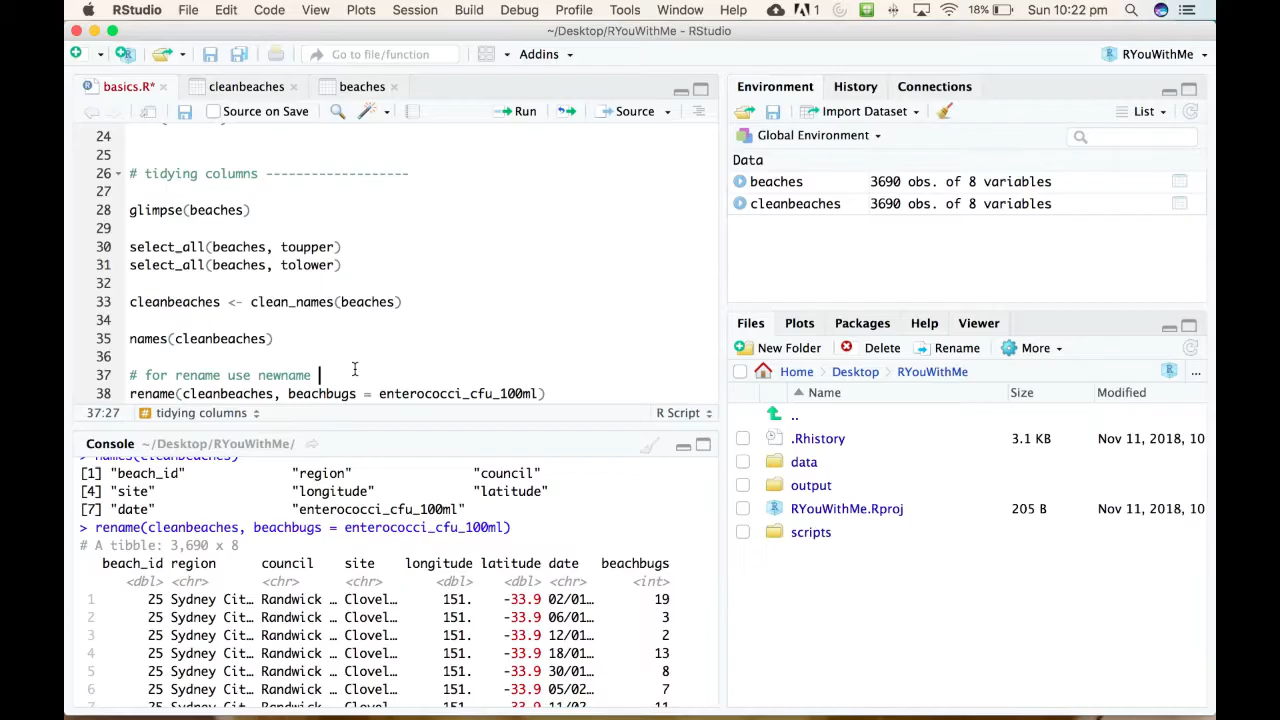 RStudio File Edit Code View Plots Session Build Debug Profile Tools Window Help 1 18% Sun 10:22 pm
~/Desktop/RYouWithMe - RStudio
Go to file/function Addins RYouWithMe
basics.R* cleanbeaches beaches
Source on Save Run Source
24
25
26 # tidying columns -------------------
27
28 glimpse(beaches)
29
30 select_all(beaches, toupper)
31 select_all(beaches, tolower)
32
33 cleanbeaches <- clean_names(beaches)
34
35 names(cleanbeaches)
36
37 # for rename use newname
38 rename(cleanbeaches, beachbugs = enterococci_cfu_100ml)
37:27 # tidying columns R Script
Console ~/Desktop/RYouWithMe/
> names(cleanbeaches)
[1] "beach_id" "region" "council"
[4] "site" "longitude" "latitude"
[7] "date" "enterococci_cfu_100ml"
> rename(cleanbeaches, beachbugs = enterococci_cfu_100ml)
# A tibble: 3,690 x 8
beach_id region council site longitude latitude date beachbugs
<dbl> <chr> <chr> <chr> <dbl> <dbl> <chr> <int>
1 25 Sydney Cit… Randwick … Clovel… 151. -33.9 02/01… 19
2 25 Sydney Cit… Randwick … Clovel… 151. -33.9 06/01… 3
3 25 Sydney Cit… Randwick … Clovel… 151. -33.9 12/01… 2
4 25 Sydney Cit… Randwick … Clovel… 151. -33.9 18/01… 13
5 25 Sydney Cit… Randwick … Clovel… 151. -33.9 30/01… 8
6 25 Sydney Cit… Randwick … Clovel… 151. -33.9 05/02… 7
Environment History Connections
Import Dataset List
Global Environment
Data
beaches 3690 obs. of 8 variables
cleanbeaches 3690 obs. of 8 variables
Files Plots Packages Help Viewer
New Folder Delete Rename More
Home Desktop RYouWithMe ...
Name Size Modified
..
.Rhistory 3.1 KB Nov 11, 2018, 10
data
output
RYouWithMe.Rproj 205 B Nov 11, 2018, 10
scripts